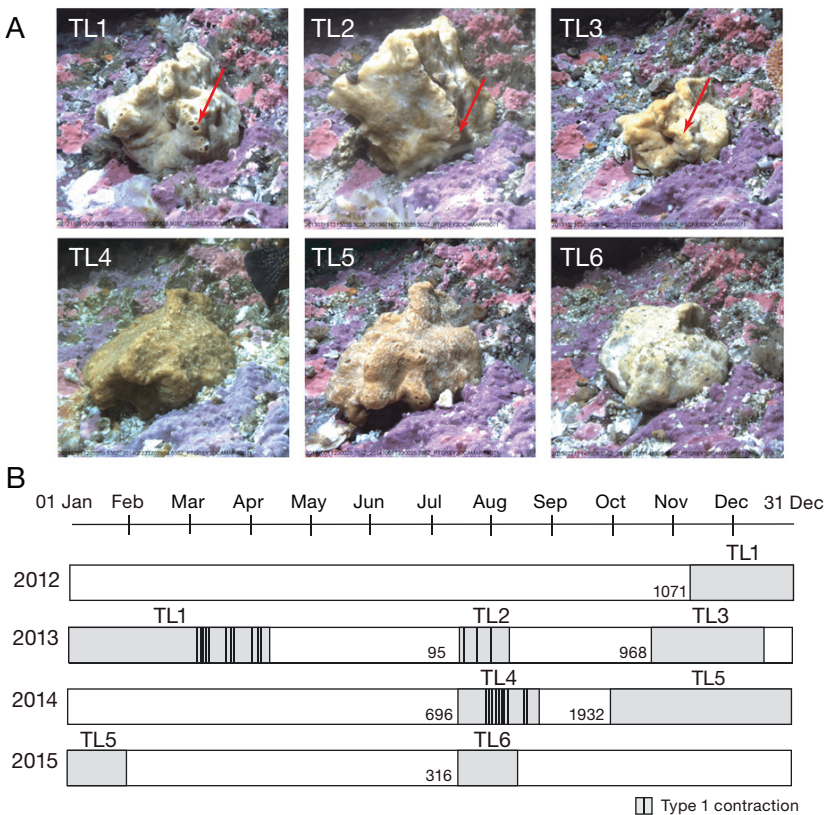 A
TL1
TL2
TL3
TL4
TL5
TL6
B
01 Jan Feb Mar Apr May Jun Jul Aug Sep Oct Nov Dec 31 Dec
TL1
2012
1071
TL1 TL2 TL3
2013
95 968
TL4 TL5
2014
696 1932
TL5 TL6
2015
316
Type 1 contraction